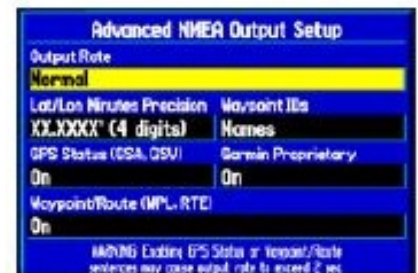 Advanced NMEA Output Setup
Output Rate
Normal
Lat/Lon Minutes Precision Waypoint IDs
XX.XXXX' (4 digits) Names
GPS Status (GSA, GSV) Garmin Proprietary
On On
Waypoint/Route (WPL, RTE)
On
WARNING: Enabling GPS Status or Waypoint/Route
sentences may cause output rate to exceed 2 sec